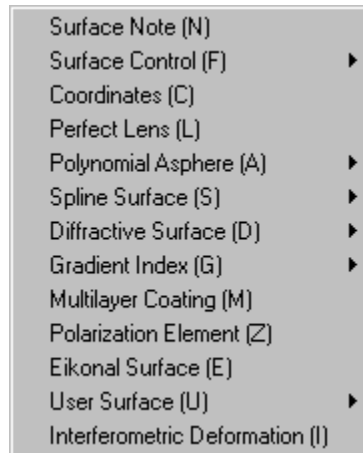 Surface Note (N)
Surface Control (F)
Coordinates (C)
Perfect Lens (L)
Polynomial Asphere (A)
Spline Surface (S)
Diffractive Surface (D)
Gradient Index (G)
Multilayer Coating (M)
Polarization Element (Z)
Eikonal Surface (E)
User Surface (U)
Interferometric Deformation (I)